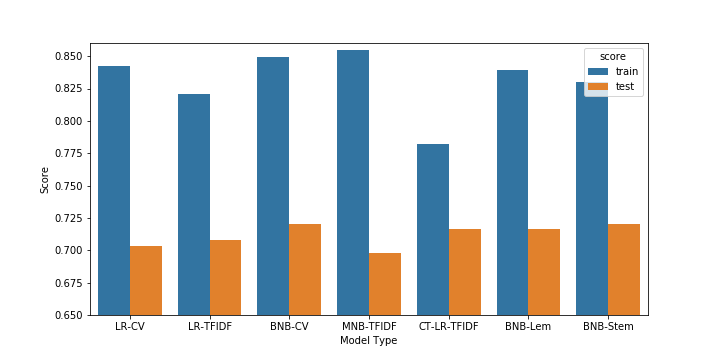 0.850
0.825
0.800
0.775
0.750
0.725
0.700
0.675
0.650
Score
score
train
test
LR-CV LR-TFIDF BNB-CV MNB-TFIDF CT-LR-TFIDF BNB-Lem BNB-Stem
Model Type